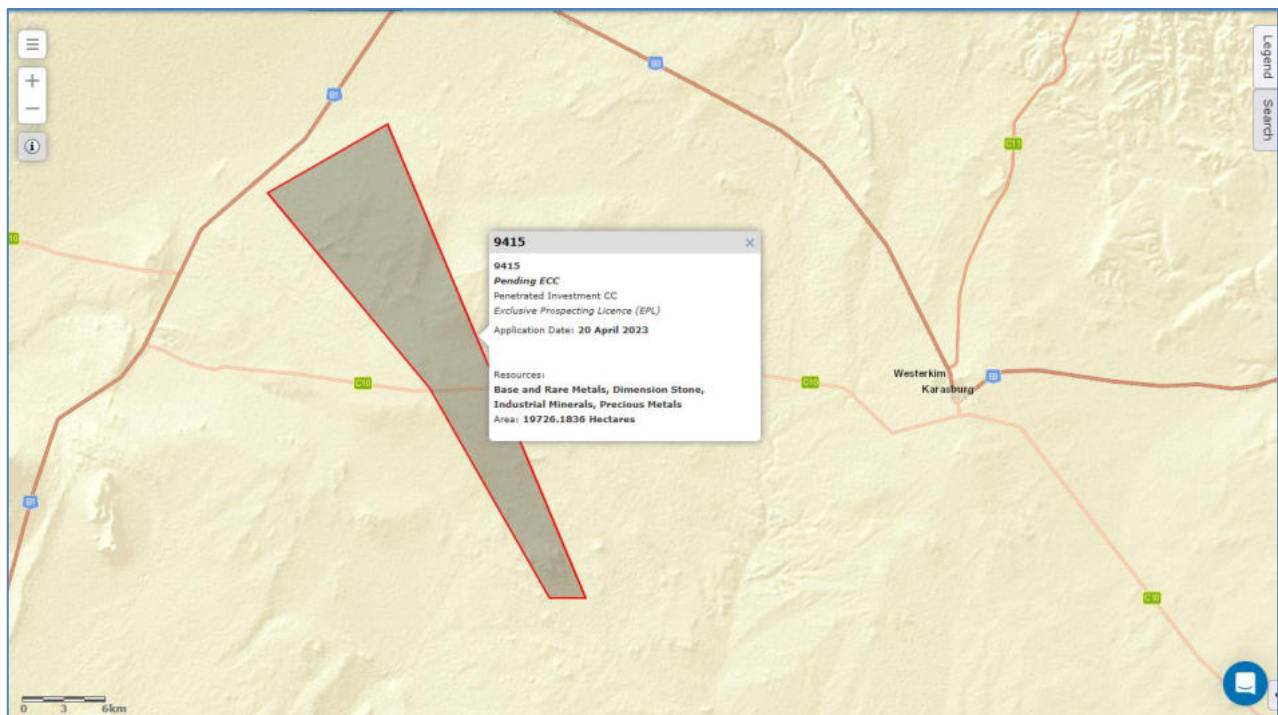 B1
B3
Legend
Search
C11
10
9415
9415
Pending ECC
Penetrated Investment CC
Exclusive Prospecting Licence (EPL)
Application Date: 20 April 2023
Resources:
Base and Rare Metals, Dimension Stone,
Industrial Minerals, Precious Metals
Area: 19726.1836 Hectares
C10
C10
Westerkim
Karasburg
B3
B1
C10
0 3 6km